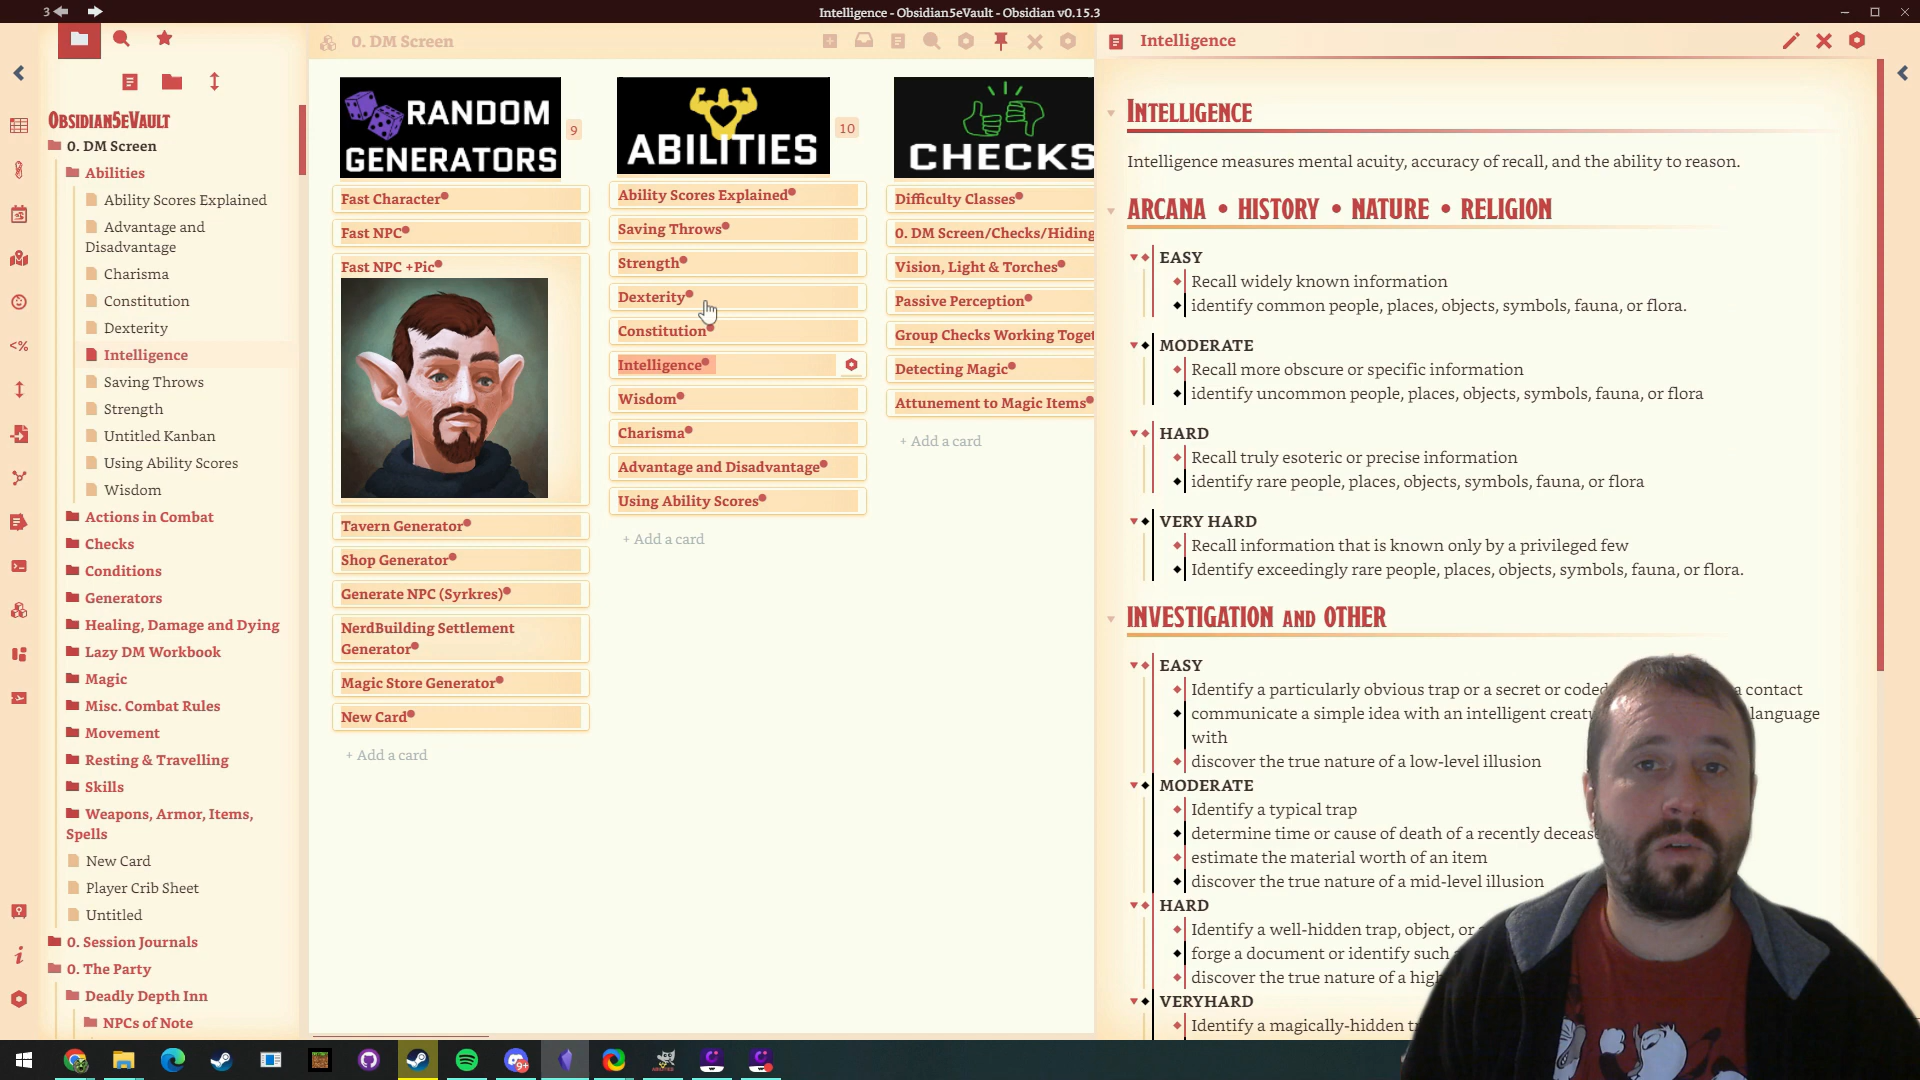 3
Intelligence - Obsidian5eVault - Obsidian v0.15.3
Obsidian5eVault
0. DM Screen
Abilities
Ability Scores Explained
Advantage and
Disadvantage
Charisma
Constitution
Dexterity
Intelligence
Saving Throws
Strength
Untitled Kanban
Using Ability Scores
Wisdom
Actions in Combat
Checks
Conditions
Generators
Healing, Damage and Dying
Lazy DM Workbook
Magic
Misc. Combat Rules
Movement
Resting & Travelling
Skills
Weapons, Armor, Items,
Spells
New Card
Player Crib Sheet
Untitled
0. Session Journals
0. The Party
Deadly Depth Inn
NPCs of Note
<%
0. DM Screen
RANDOM
GENERATORS
9
Fast Character
Fast NPC
Fast NPC +Pic
Tavern Generator
Shop Generator
Generate NPC (Syrkres)
NerdBuilding Settlement
Generator
Magic Store Generator
New Card
+ Add a card
ABILITIES
10
Ability Scores Explained
Saving Throws
Strength
Dexterity
Constitution
Intelligence
Wisdom
Charisma
Advantage and Disadvantage
Using Ability Scores
+ Add a card
CHECKS
Difficulty Classes
0. DM Screen/Checks/Hiding
Vision, Light & Torches
Passive Perception
Group Checks Working Toget
Detecting Magic
Attunement to Magic Items
+ Add a card
Intelligence
Intelligence
Intelligence measures mental acuity, accuracy of recall, and the ability to reason.
ARCANA • HISTORY • NATURE • RELIGION
EASY
Recall widely known information
identify common people, places, objects, symbols, fauna, or flora.
MODERATE
Recall more obscure or specific information
identify uncommon people, places, objects, symbols, fauna, or flora
HARD
Recall truly esoteric or precise information
identify rare people, places, objects, symbols, fauna, or flora
VERY HARD
Recall information that is known only by a privileged few
Identify exceedingly rare people, places, objects, symbols, fauna, or flora.
INVESTIGATION AND OTHER
EASY
Identify a particularly obvious trap or a secret or coded a contact
communicate a simple idea with an intelligent language
with
discover the true nature of a low-level illusion
MODERATE
Identify a typical trap
determine time or cause of death of a recently
estimate the material worth of an item
discover the true nature of a mid-level illusion
HARD
Identify a well-hidden trap, object, or
forge a document or identify such
discover the true nature of a
VERYHARD
Identify a magically-hidden
9+